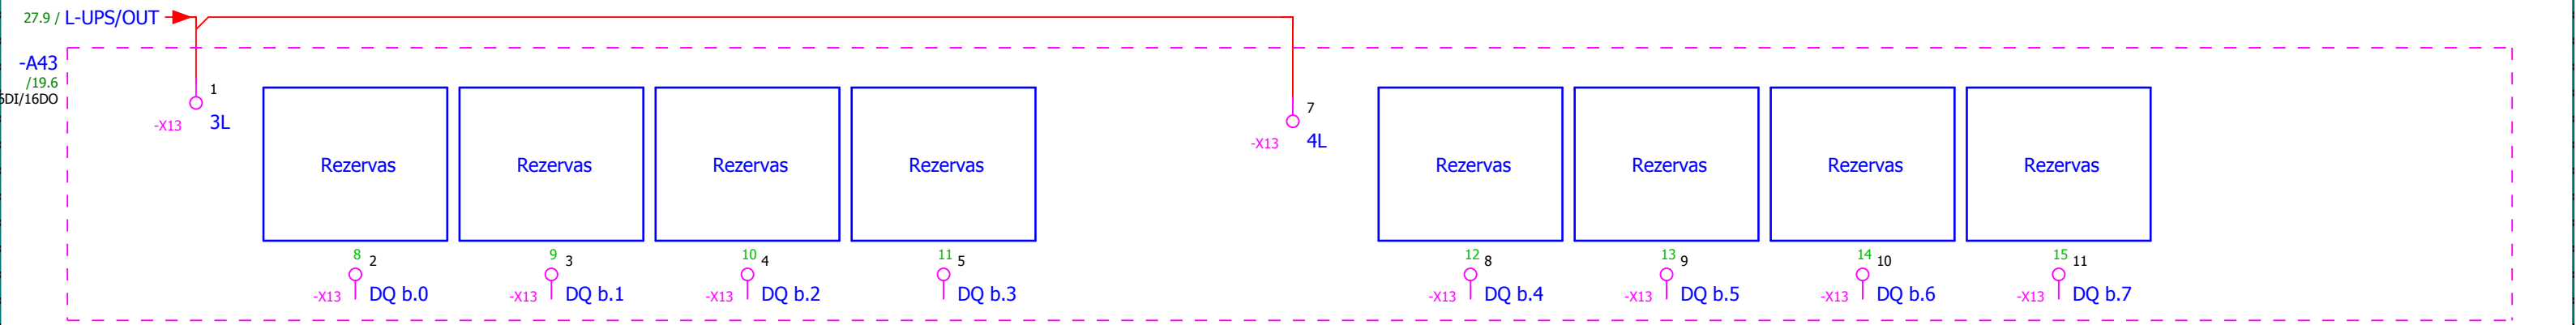 27.9 / L-UPS/OUT
-A43
/19.6
6DI/16DO
1
-X13 3L
7
-X13 4L
Rezervas Rezervas Rezervas Rezervas Rezervas Rezervas Rezervas Rezervas
8 2 9 3 10 4 11 5 12 8 13 9 14 10 15 11
-X13 DQ b.0 -X13 DQ b.1 -X13 DQ b.2 DQ b.3 -X13 DQ b.4 -X13 DQ b.5 -X13 DQ b.6 -X13 DQ b.7